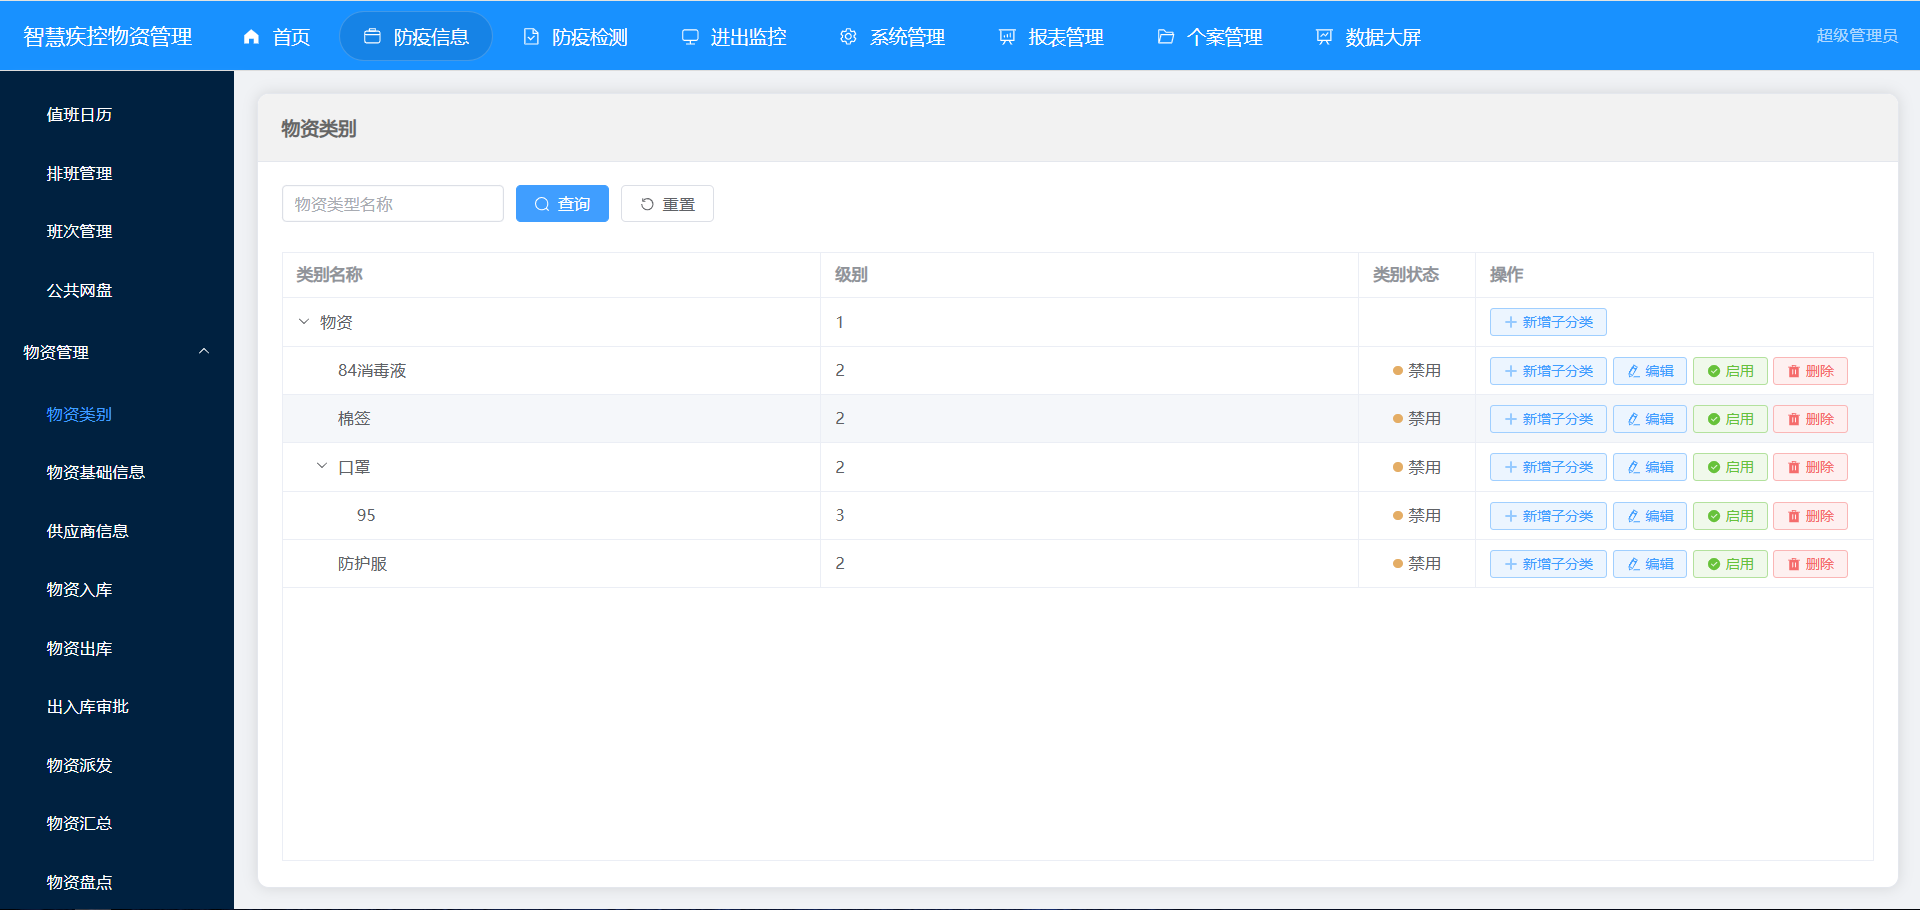 智慧疾控物资管理 首页 防疫信息 防疫检测 进出监控 系统管理 报表管理 个案管理 数据大屏 超级管理员
值班日历
排班管理
班次管理
公共网盘
物资管理
物资类别
物资基础信息
供应商信息
物资入库
物资出库
出入库审批
物资派发
物资汇总
物资盘点
物资类别
物资类型名称 查询 重置
类别名称 级别 类别状态 操作
物资 1 新增子分类
84消毒液 2 禁用 新增子分类 编辑 启用 删除
棉签 2 禁用 新增子分类 编辑 启用 删除
口罩 2 禁用 新增子分类 编辑 启用 删除
95 3 禁用 新增子分类 编辑 启用 删除
防护服 2 禁用 新增子分类 编辑 启用 删除